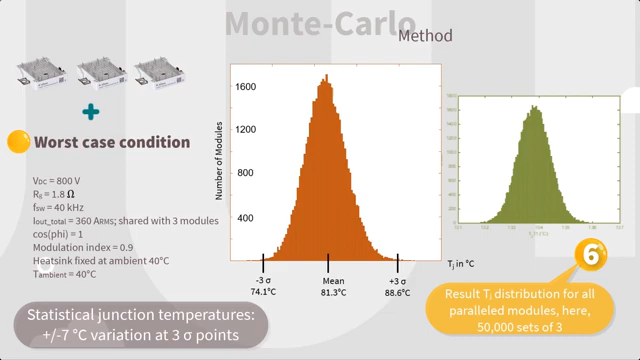 Monte-Carlo
Method
+
Worst case condition
VDC = 800 V
Rg = 1.8 Ω
fsw = 40 kHz
Iout_total = 360 ARMS; shared with 3 modules
cos(phi) = 1
Modulation index = 0.9
Heatsink fixed at ambient 40°C
Tambient = 40°C
Statistical junction temperatures:
+/-7 °C variation at 3 σ points
Number of Modules
1600
1200
800
400
-3 σ
74.1°C
Mean
81.3°C
+3 σ
88.6°C
Tj in °C
6
Result Tj distribution for all
paralleled modules, here,
50,000 sets of 3